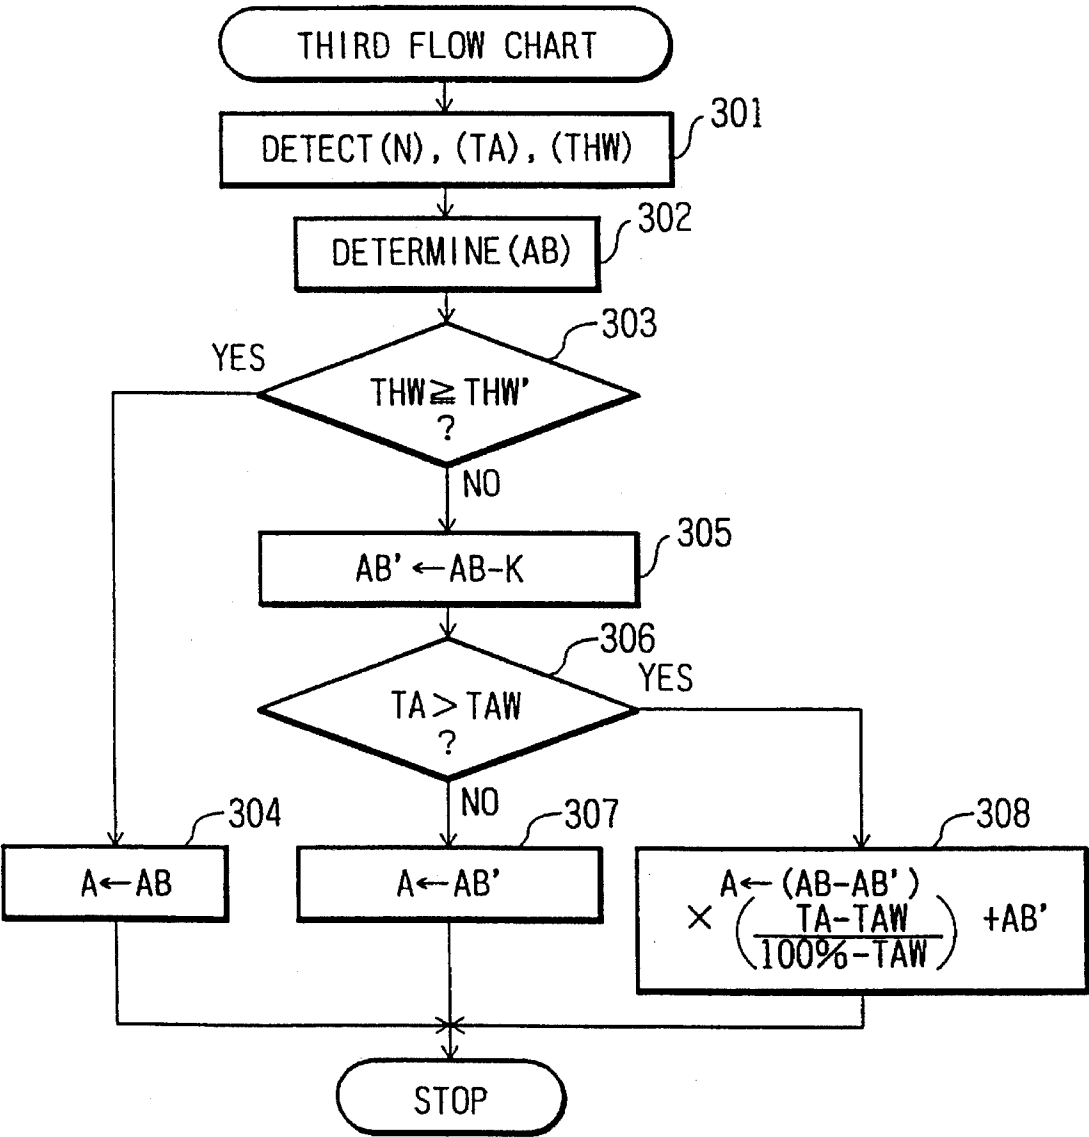 THIRD FLOW CHART
301
DETECT(N), (TA), (THW)
302
DETERMINE(AB)
303
YES
THW≧THW'
?
NO
305
AB' ←AB-K
306
YES
TA>TAW
?
NO
304
307
308
A←AB
A←AB'
A←(AB-AB')
× (TA-TAW
100%-TAW) +AB'
STOP